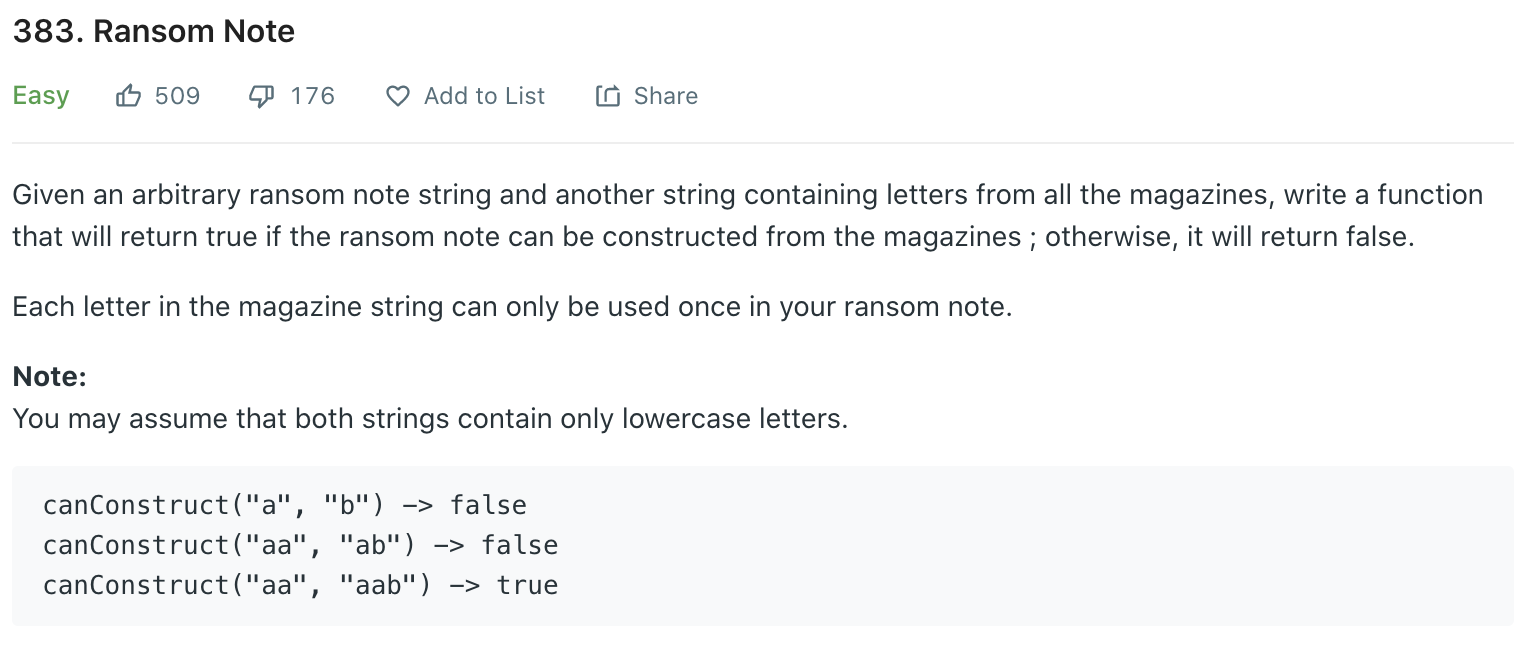 383. Ransom Note
Easy 509 176 Add to List Share
Given an arbitrary ransom note string and another string containing letters from all the magazines, write a function
that will return true if the ransom note can be constructed from the magazines ; otherwise, it will return false.
Each letter in the magazine string can only be used once in your ransom note.
Note:
You may assume that both strings contain only lowercase letters.
canConstruct("a", "b") -> false
canConstruct("aa", "ab") -> false
canConstruct("aa", "aab") -> true